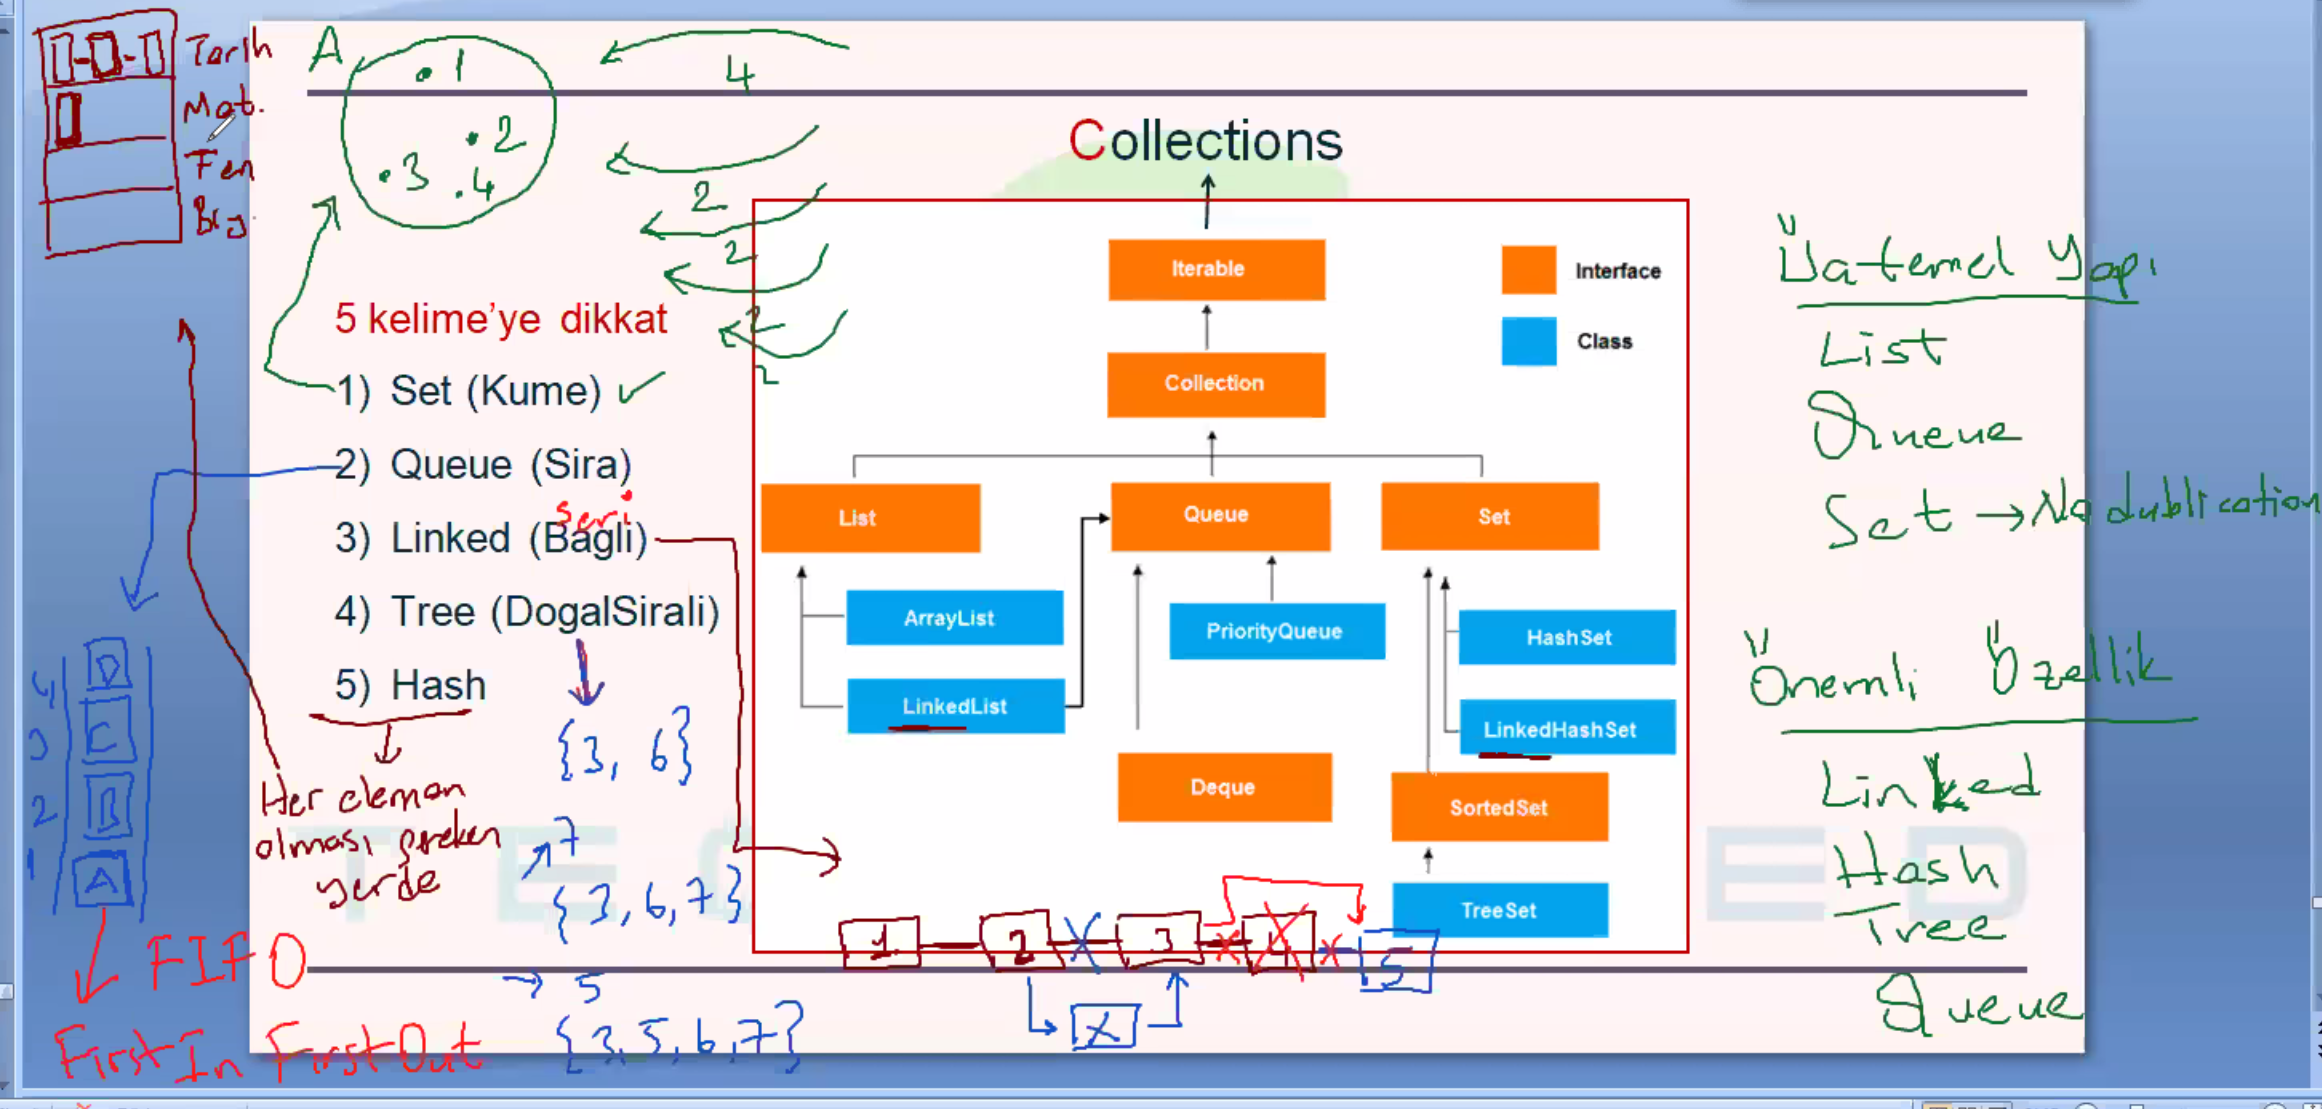 Tarih
Mat.
Fen
A
.1
.2
.3 .4
4
2
2
2
2
Collections
5 kelime'ye dikkat
1) Set (Kume) ✓
2) Queue (Sira)
seri
3) Linked (Bagli)
4) Tree (DogalSirali)
5) Hash
Iterable
Collection
List
Queue
Set
ArrayList
LinkedList
PriorityQueue
Deque
HashSet
LinkedHashSet
SortedSet
TreeSet
Interface
Class
Datemel Yapı
List
Queue
Set → No dublication
Önemli Özellik
Linked
Hash
Tree
Queue
Her eleman
olması gereken
yerde
{3, 6}
7
{3, 6, 7}
→ 5
{3, 5, 6, 7}
4 D
3 C
2 B
1 A
FIFO
First In First Out
1 2 3 5
X
TE
ED